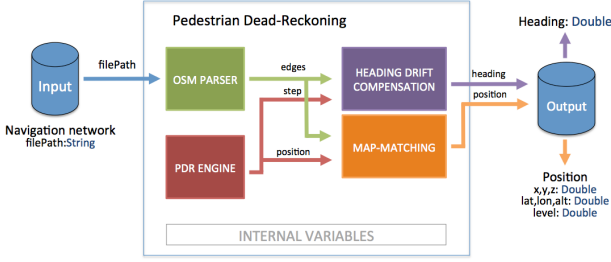 Pedestrian Dead-Reckoning
Heading: Double
filePath
edges
Input
OSM PARSER
HEADING DRIFT
COMPENSATION
heading
step
position
Output
Navigation network
filePath:String
PDR ENGINE
position
MAP-MATCHING
Position
x,y,z: Double
lat,lon,alt: Double
level: Double
INTERNAL VARIABLES